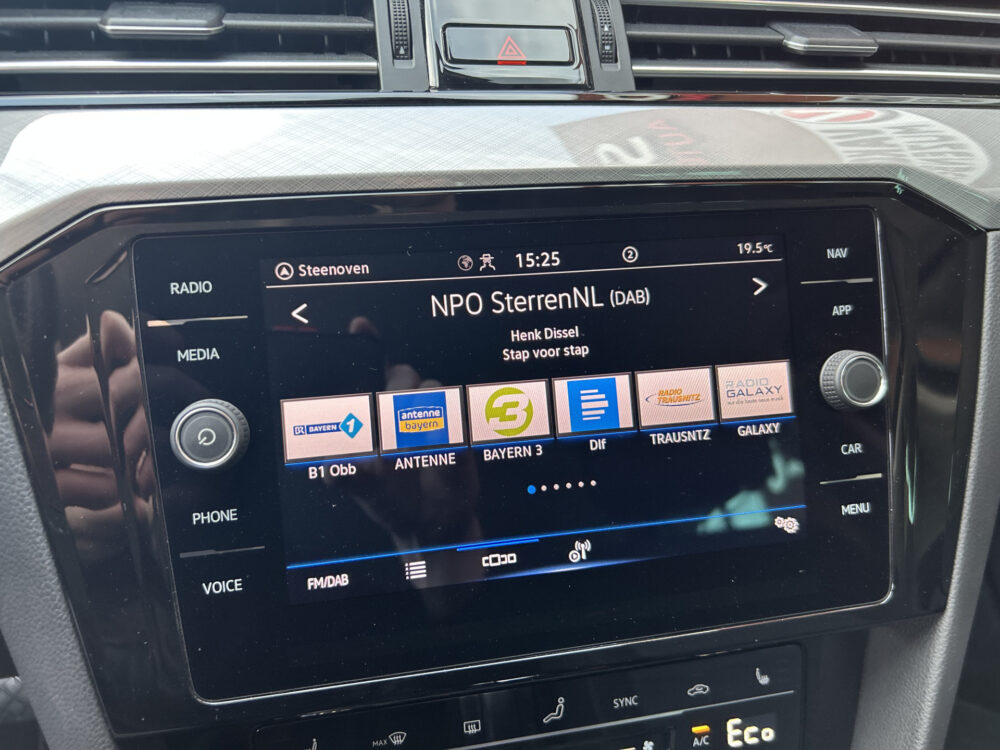 RADIO
MEDIA
PHONE
VOICE
Steenoven
15:25
2
19.5°C
NPO SterrenNL (DAB)
Henk Dissel
Stap voor stap
BR BAYERN 1
antenne bayern
3
RADIO TRAUSNITZ
RADIO GALAXY
B1 Obb
ANTENNE
BAYERN 3
Dlf
TRAUSNTZ
GALAXY
FM/DAB
NAV
APP
CAR
MENU
MAX
SYNC
A/C
Eco